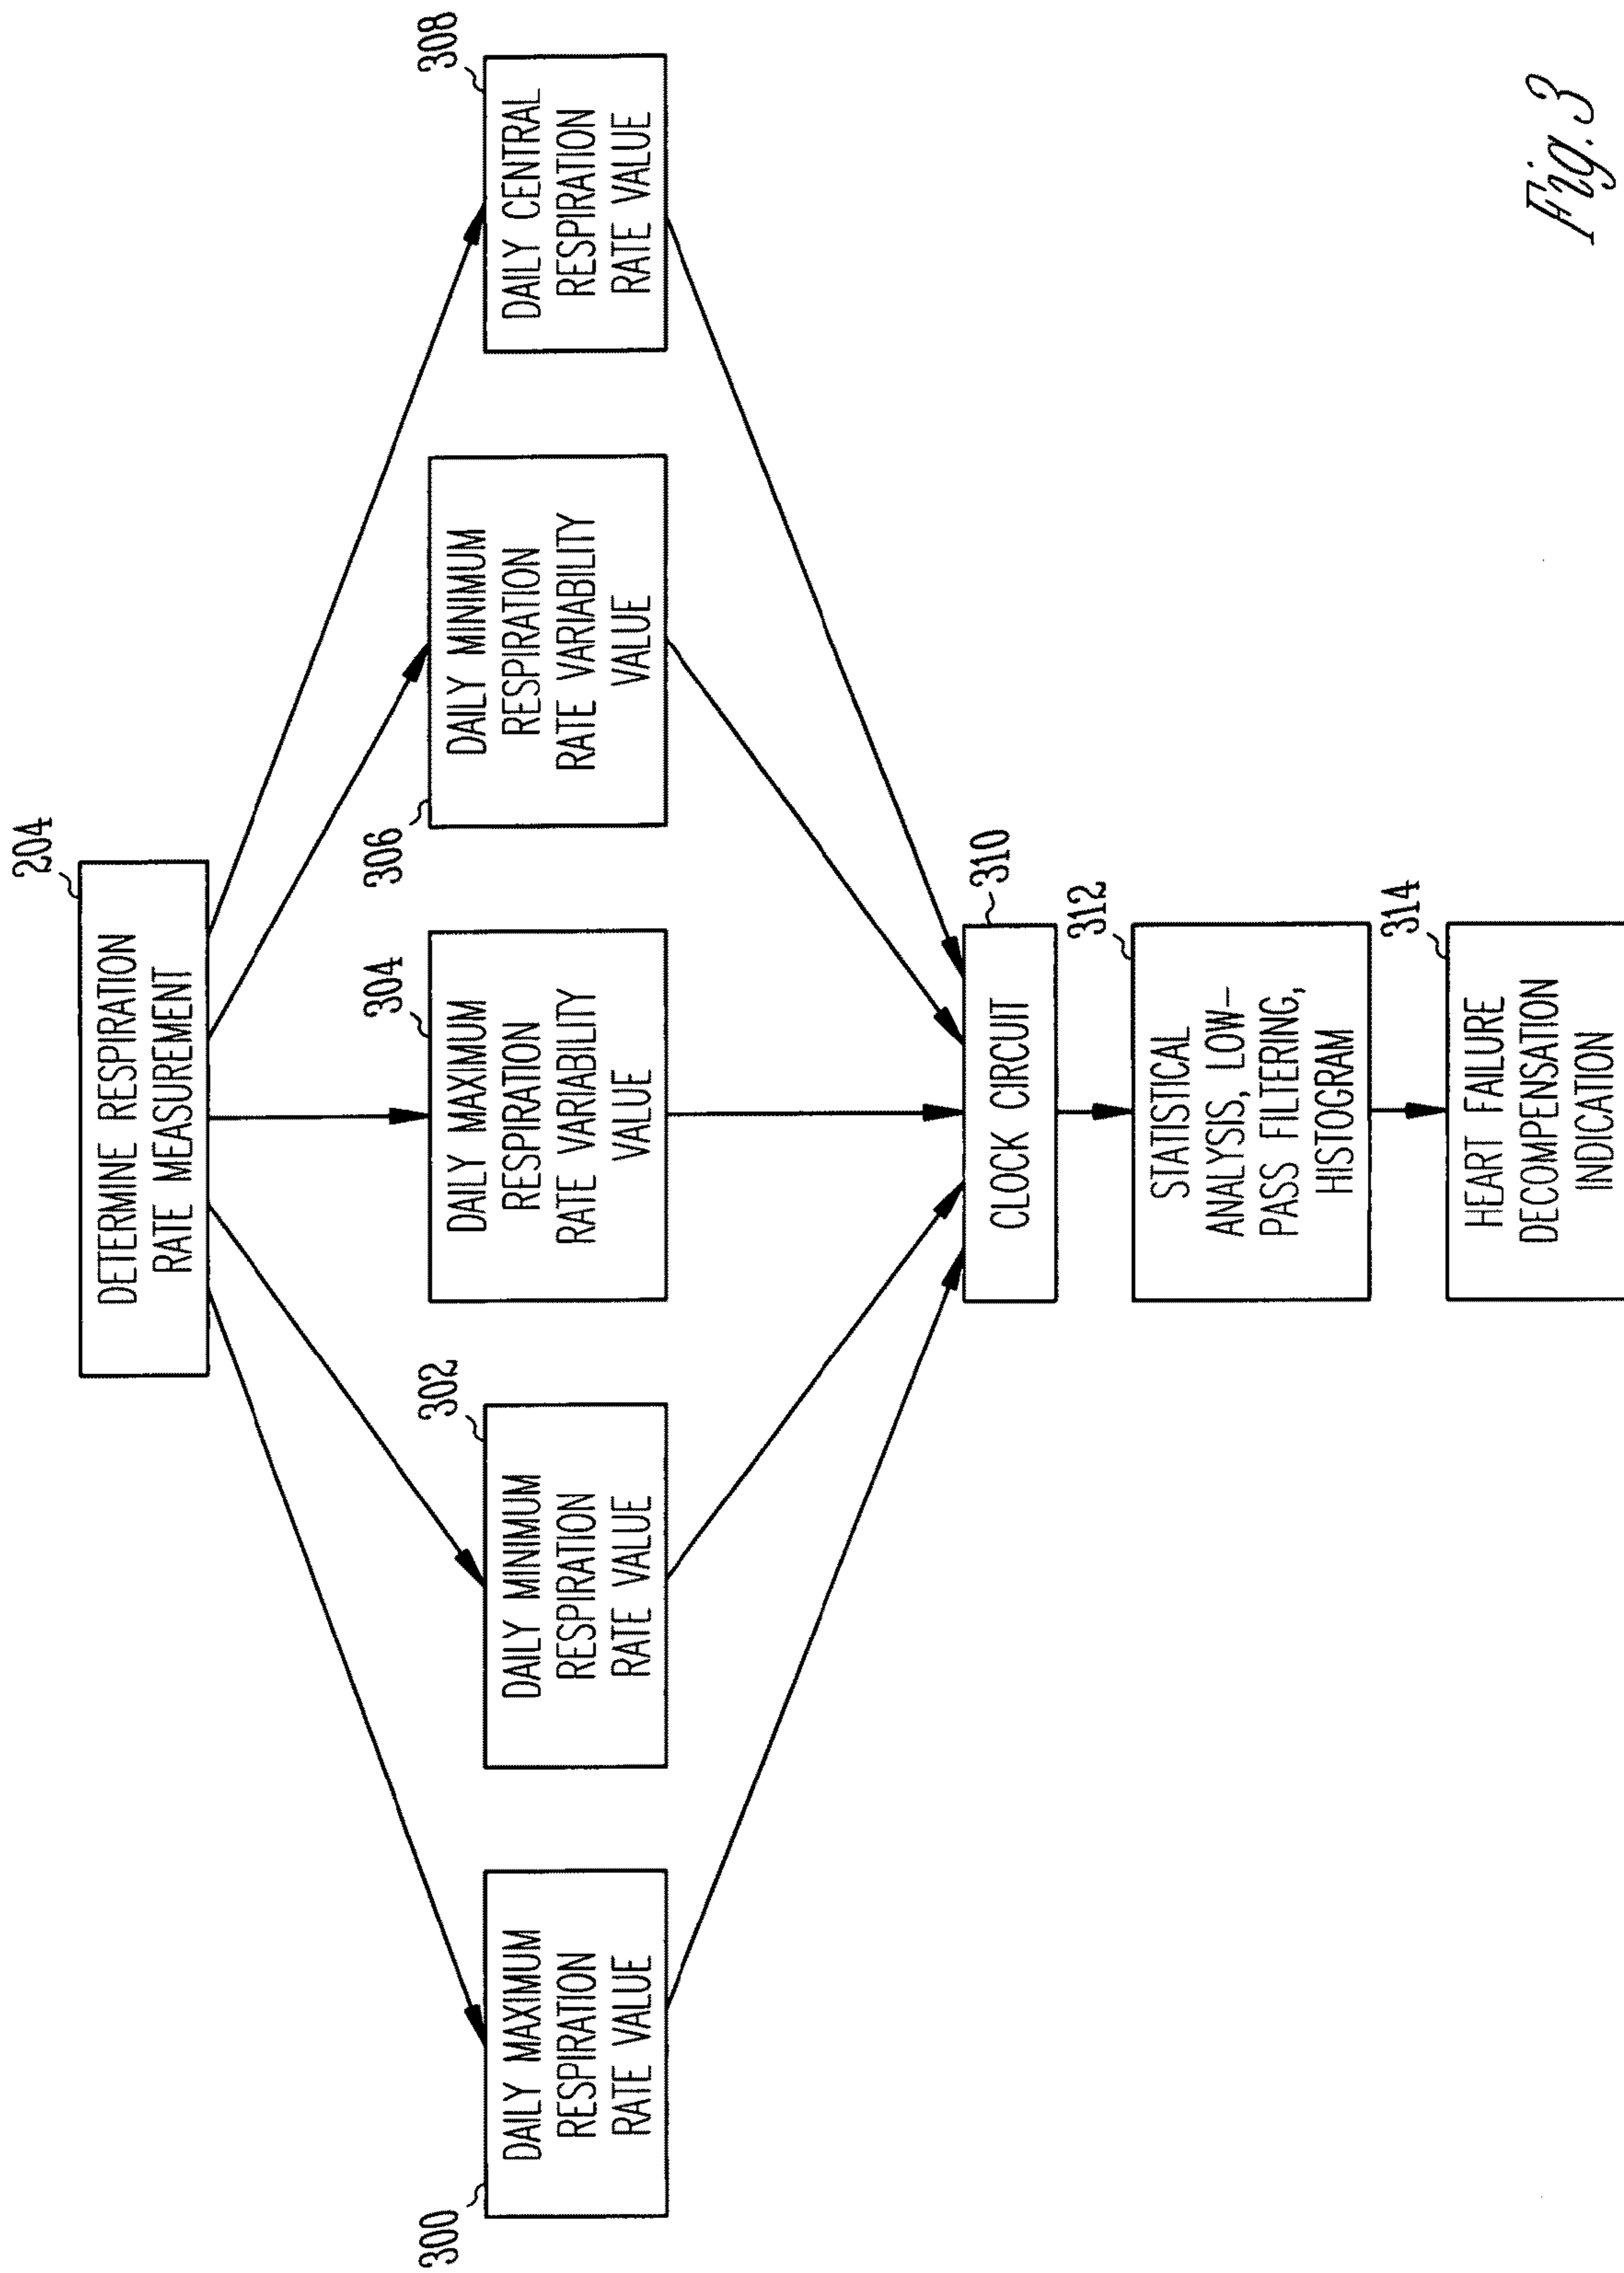 204
DETERMINE RESPIRATION
RATE MEASUREMENT
300
DAILY MAXIMUM
RESPIRATION
RATE VALUE
302
DAILY MINIMUM
RESPIRATION
RATE VALUE
304
DAILY MAXIMUM
RESPIRATION
RATE VARIABILITY
VALUE
306
DAILY MINIMUM
RESPIRATION
RATE VARIABILITY
VALUE
308
DAILY CENTRAL
RESPIRATION
RATE VALUE
310
CLOCK CIRCUIT
312
STATISTICAL
ANALYSIS, LOW–
PASS FILTERING,
HISTOGRAM
314
HEART FAILURE
DECOMPENSATION
INDICATION
Fig. 3